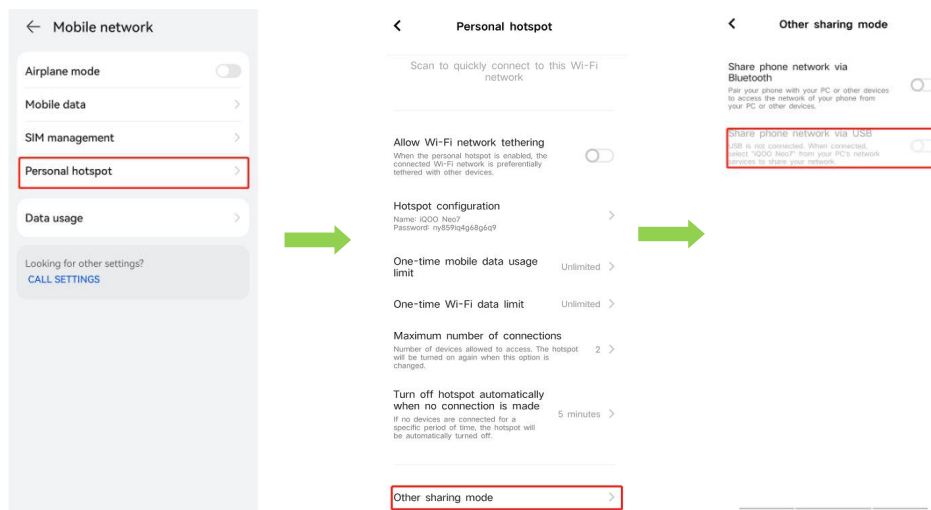 Mobile network
Airplane mode
Mobile data
SIM management
Personal hotspot
Data usage
Looking for other settings?
CALL SETTINGS
Personal hotspot
Scan to quickly connect to this Wi-Fi
network
Allow Wi-Fi network tethering
When the personal hotspot is enabled, the
connected Wi-Fi network is preferentially
tethered with other devices.
Hotspot configuration
Name: iQOO Neo7
Password: ny859iq4g68g6q9
One-time mobile data usage
limit
Unlimited
One-time Wi-Fi data limit
Unlimited
Maximum number of connections
Number of devices allowed to access. The hotspot
will be turned on again when this option is
changed.
2
Turn off hotspot automatically
when no connection is made
If no devices are connected for a
specific period of time, the hotspot will
be automatically turned off.
5 minutes
Other sharing mode
Other sharing mode
Share phone network via
Bluetooth
Pair your phone with your PC or other devices
to access the network of your phone from
your PC or other devices.
Share phone network via USB
USB is not connected. When connected,
select "iQOO Neo7" from your PC's network
services to share your network.